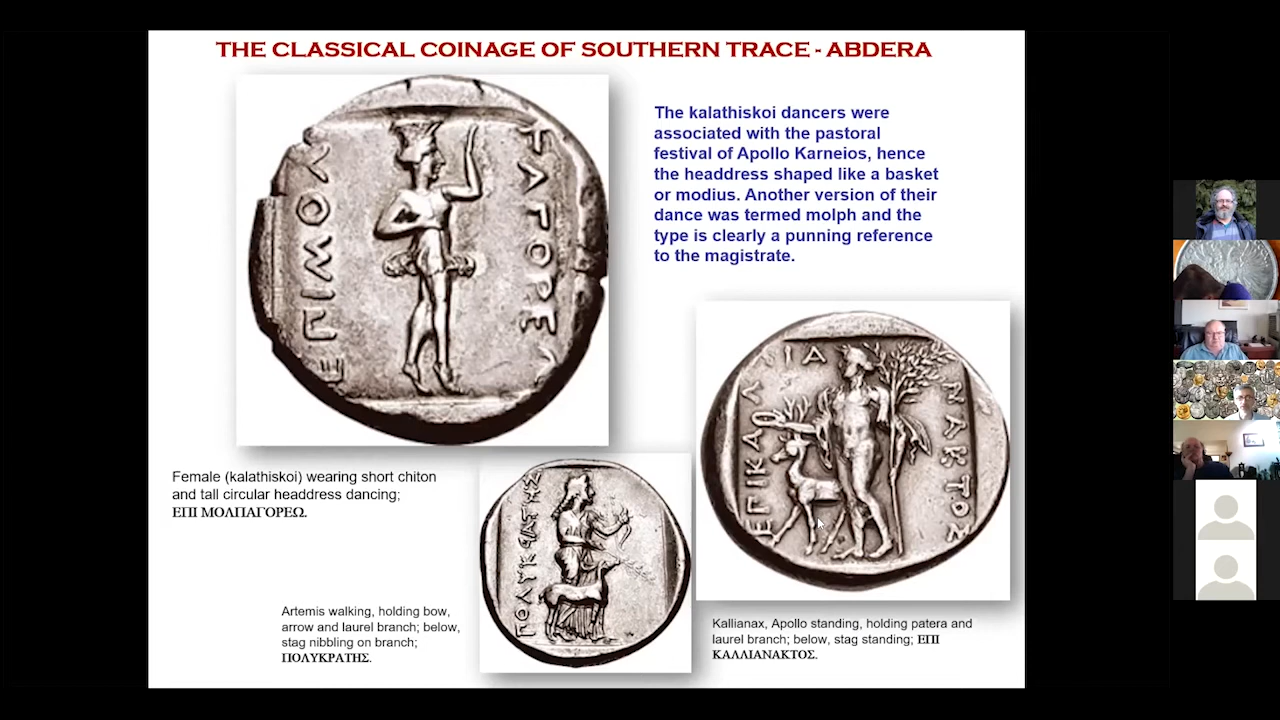 THE CLASSICAL COINAGE OF SOUTHERN TRACE - ABDERA
The kalathiskoi dancers were
associated with the pastoral
festival of Apollo Karneios, hence
the headdress shaped like a basket
or modius. Another version of their
dance was termed molph and the
type is clearly a punning reference
to the magistrate.
Female (kalathiskoi) wearing short chiton
and tall circular headdress dancing;
ΕΠΙ ΜΟΛΠΑΓΟΡΕΩ.
Artemis walking, holding bow,
arrow and laurel branch; below,
stag nibbling on branch;
ΠΟΛΥΚΡΑΤΗΣ.
Kallianax, Apollo standing, holding patera and
laurel branch; below, stag standing; ΕΠΙ
ΚΑΛΛΙΑΝΑΚΤΟΣ.